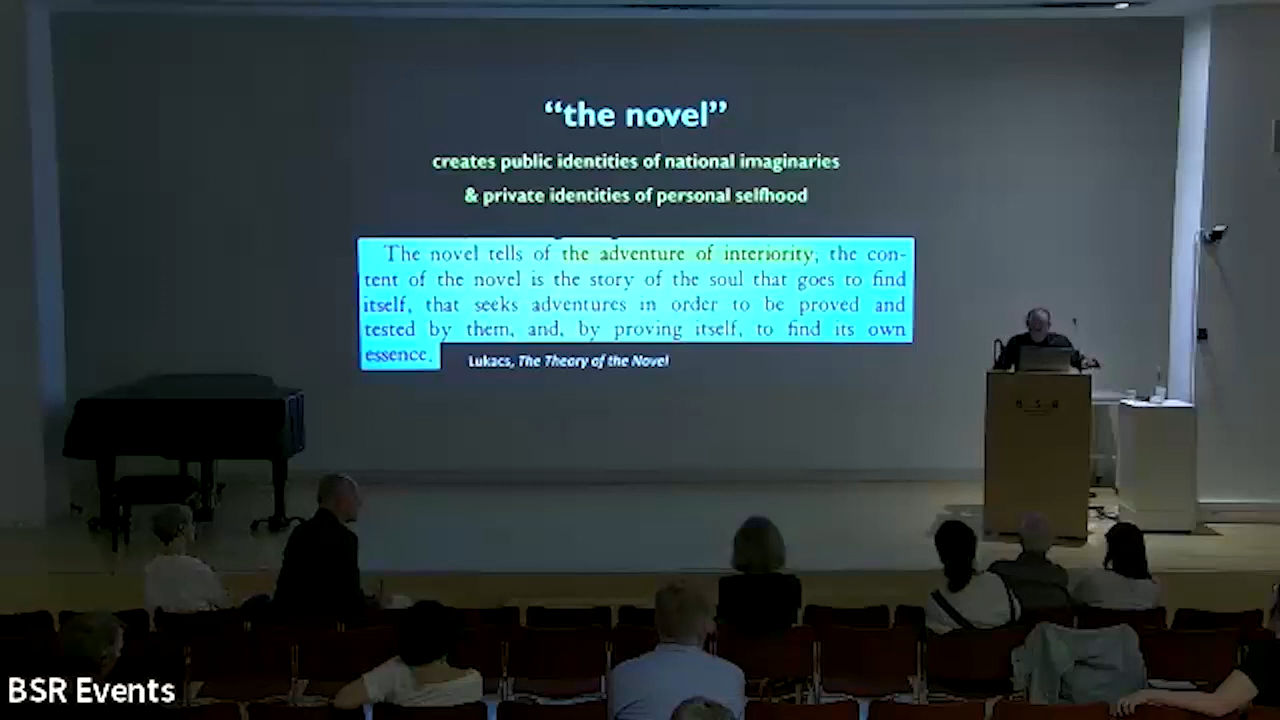 “the novel”
creates public identities of national imaginaries
& private identities of personal selfhood
The novel tells of the adventure of interiority; the con-
tent of the novel is the story of the soul that goes to find
itself, that seeks adventures in order to be proved and
tested by them, and, by proving itself, to find its own
essence.
Lukacs, The Theory of the Novel
BSR
BSR Events